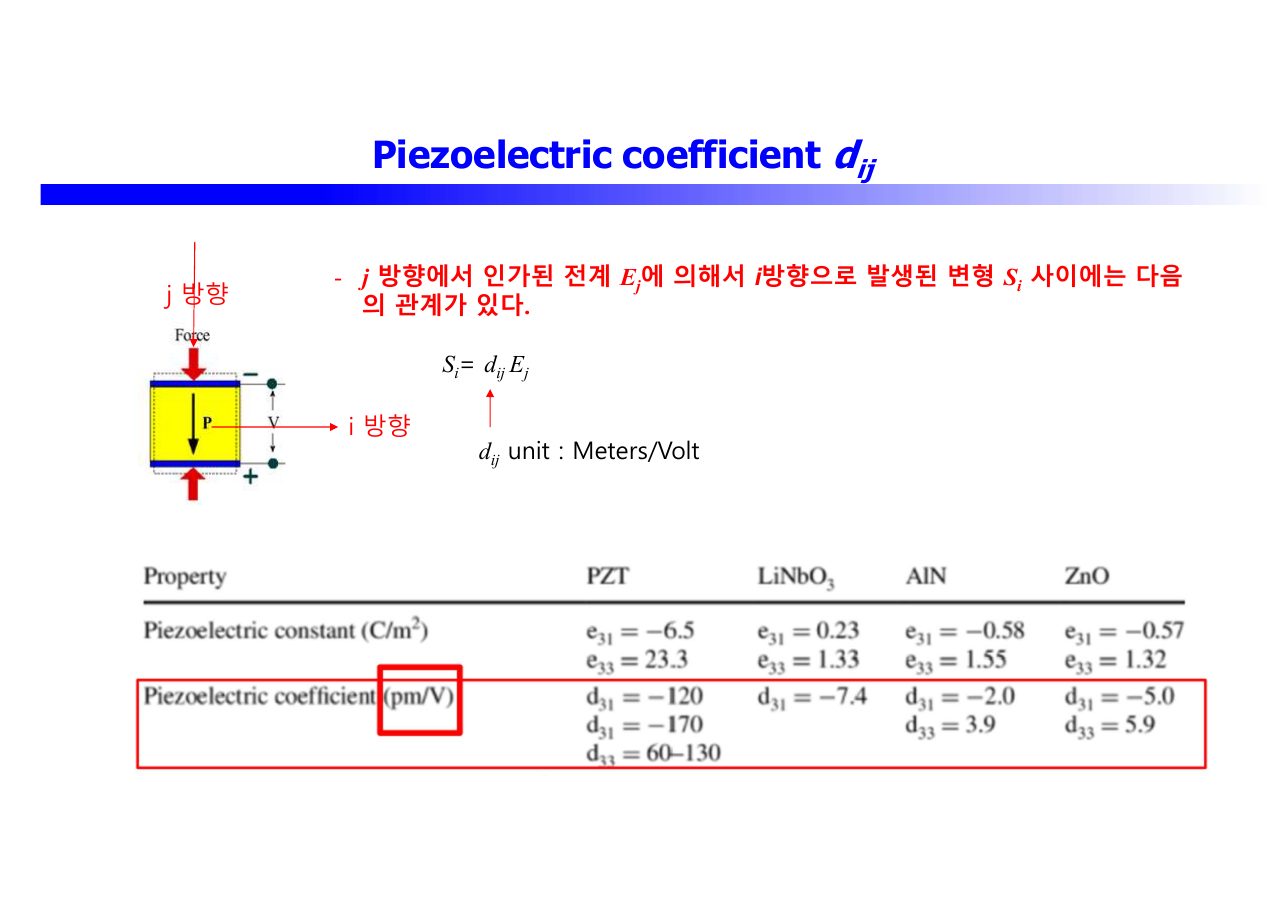 Piezoelectric coefficient dij
j 방향
- j 방향에서 인가된 전계 Ej에 의해서 i방향으로 발생된 변형 Si 사이에는 다음
의 관계가 있다.
Force
Si= dij Ej
−
P
V
i 방향
dij unit : Meters/Volt
+
Property PZT LiNbO3 AlN ZnO
Piezoelectric constant (C/m2) e31 = −6.5 e31 = 0.23 e31 = −0.58 e31 = −0.57
e33 = 23.3 e33 = 1.33 e33 = 1.55 e33 = 1.32
Piezoelectric coefficient (pm/V) d31 = −120 d31 = −7.4 d31 = −2.0 d31 = −5.0
d31 = −170 d33 = 3.9 d33 = 5.9
d33 = 60–130